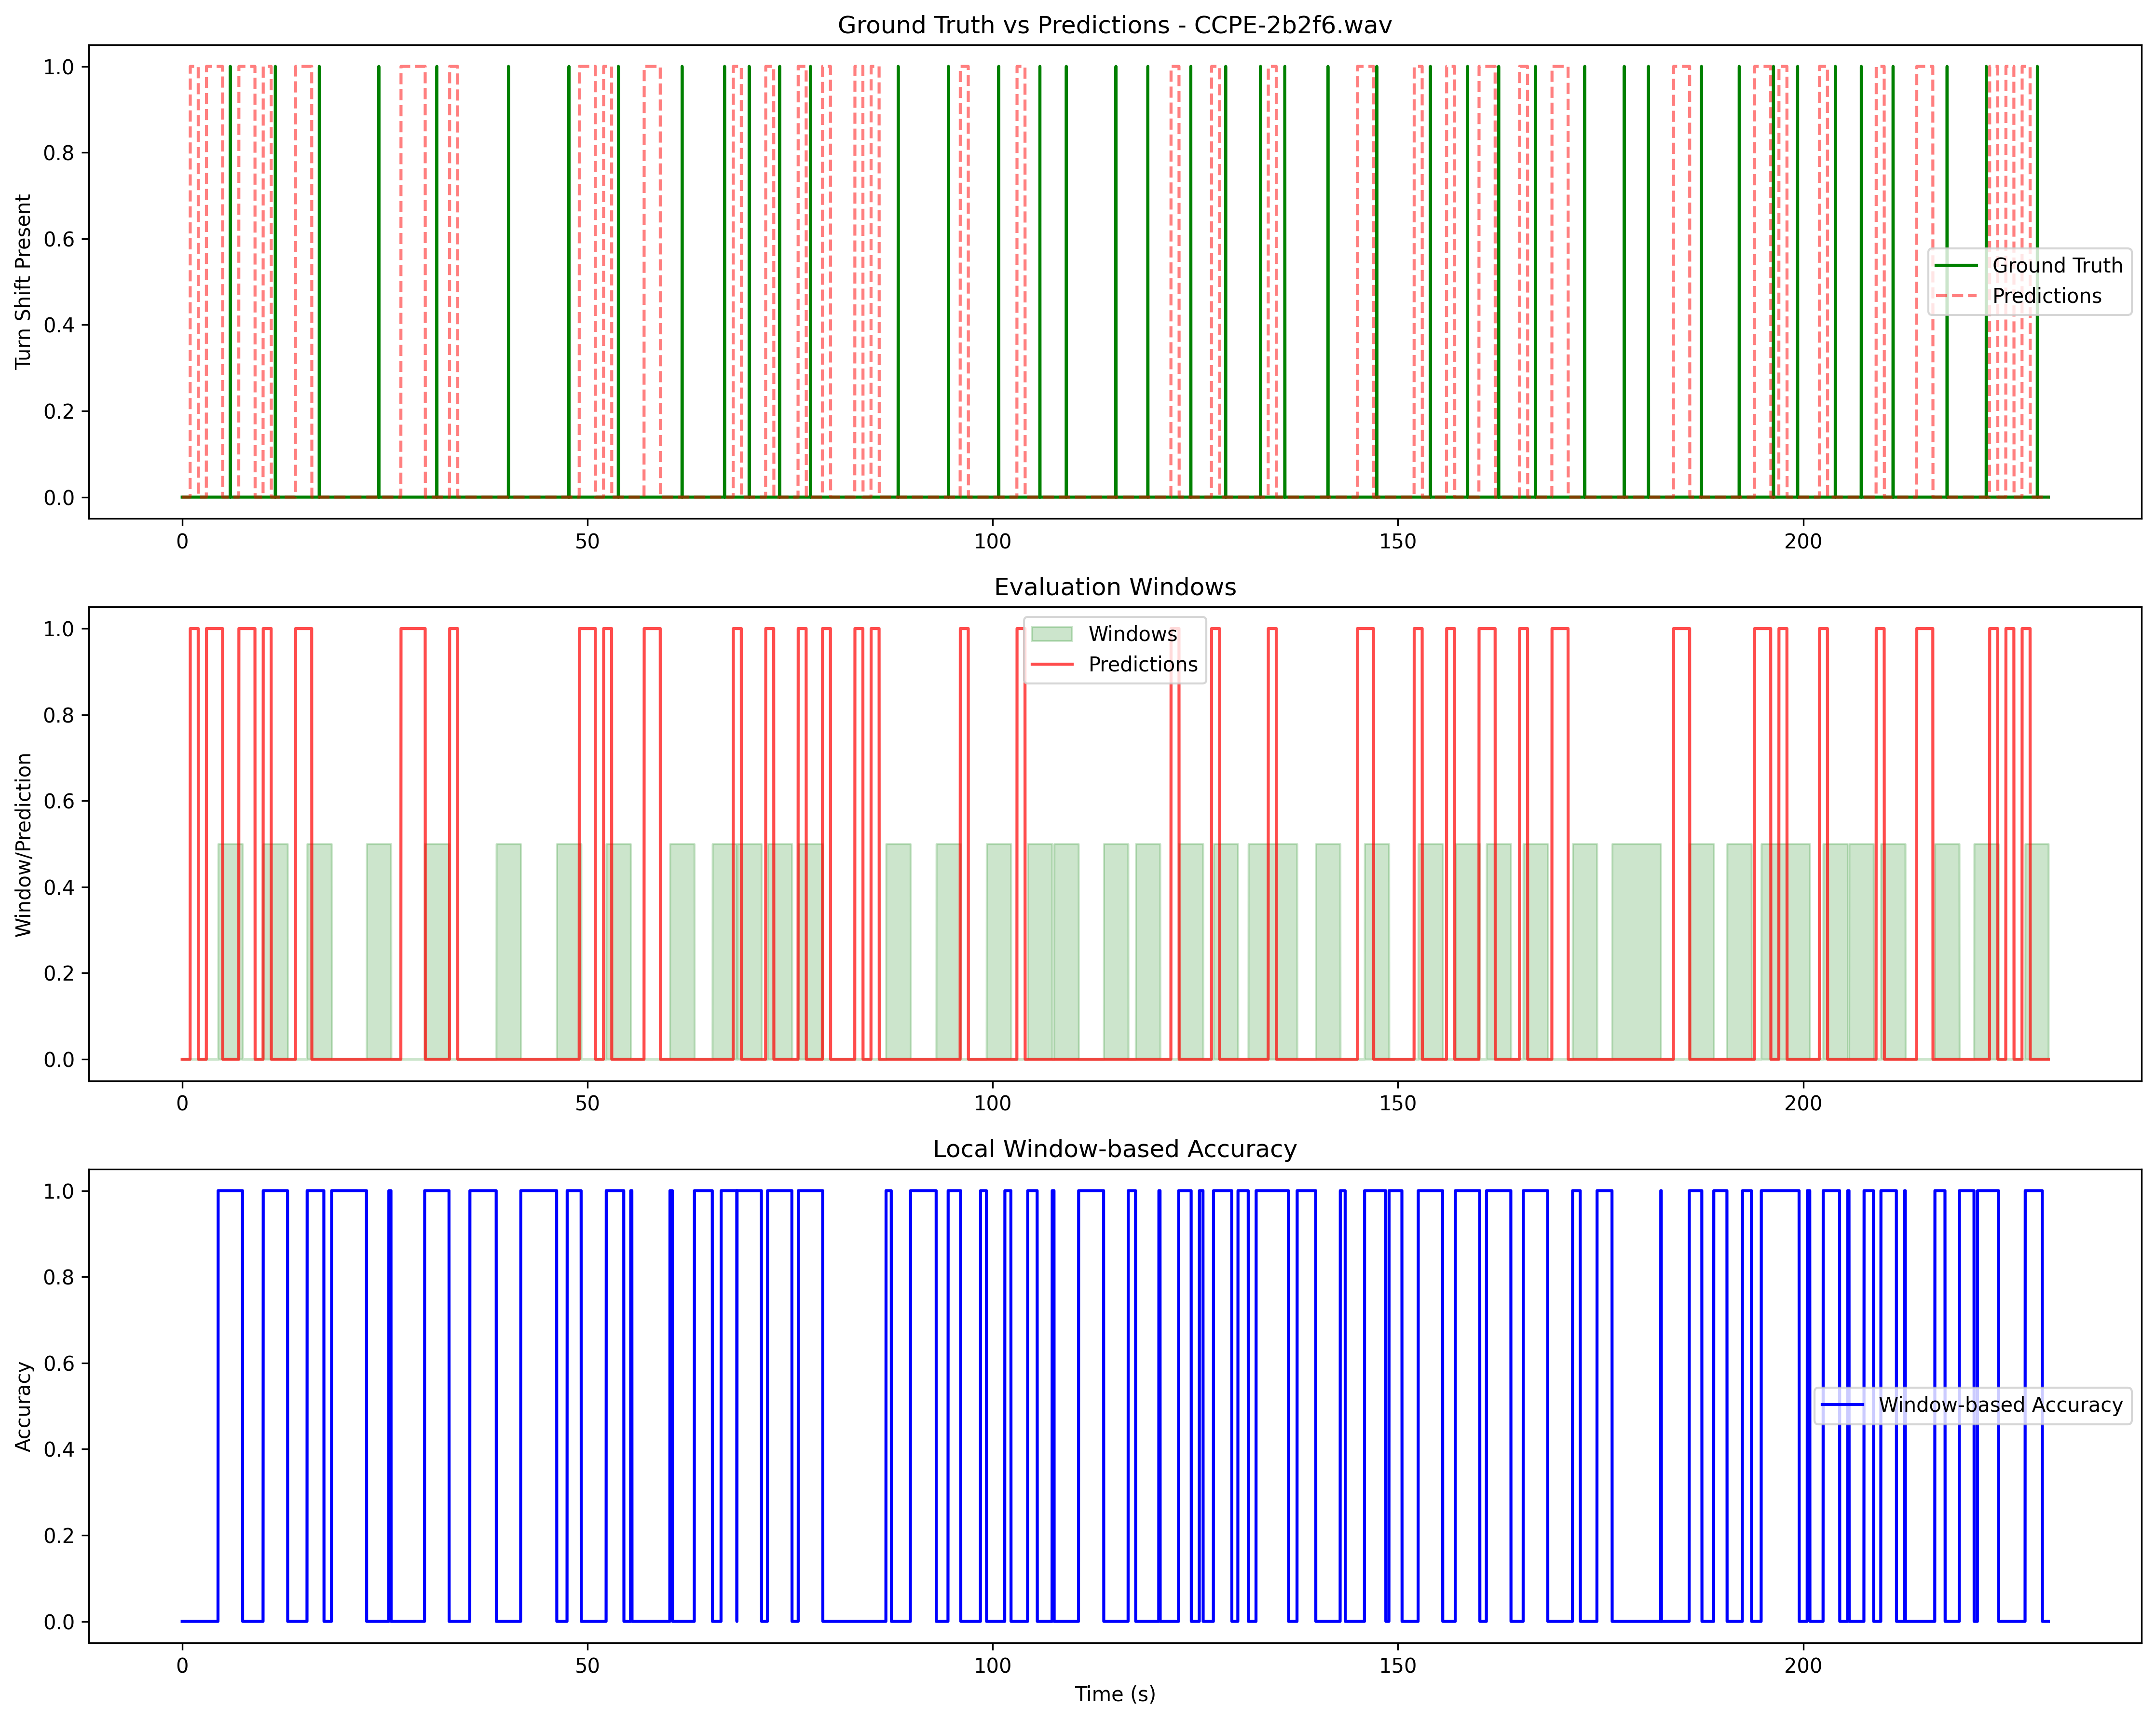 Ground Truth vs Predictions - CCPE-2b2f6.wav
1.0
0.8
0.6
0.4
0.2
0.0
Turn Shift Present
Ground Truth
Predictions
0 50 100 150 200
Evaluation Windows
1.0
0.8
0.6
0.4
0.2
0.0
Window/Prediction
Windows
Predictions
0 50 100 150 200
Local Window-based Accuracy
1.0
0.8
0.6
0.4
0.2
0.0
Accuracy
Window-based Accuracy
0 50 100 150 200
Time (s)